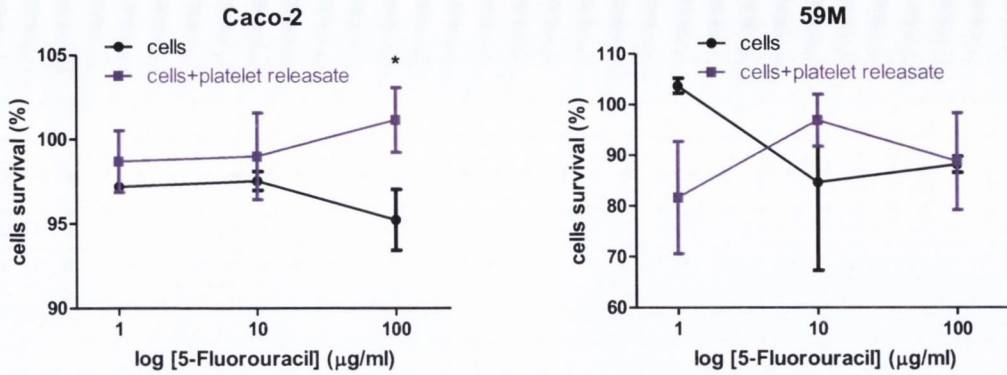 Caco-2
cells
cells+platelet releasate
*
cells survival (%)
105
100
95
90
1
10
100
log [5-Fluorouracil] (µg/ml)
59M
cells
cells+platelet releasate
cells survival (%)
110
100
90
80
70
60
1
10
100
log [5-Fluorouracil] (µg/ml)